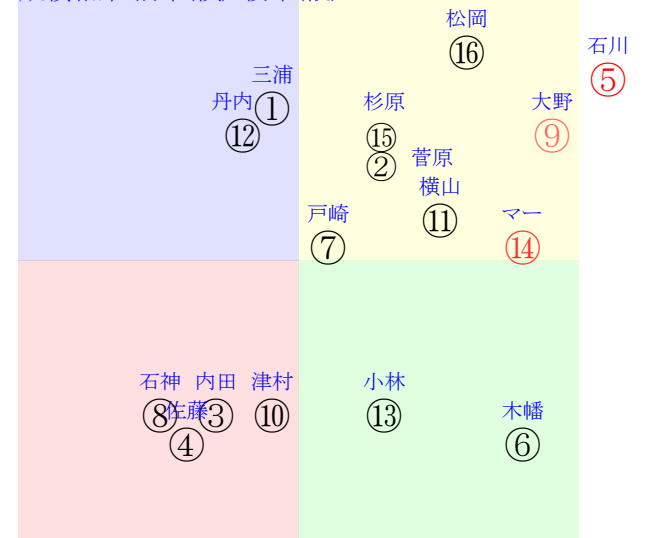 松岡
⑯
石川
⑤
三浦
①
丹内
⑫
杉原
⑮
②
菅原
大野
⑨
横山
⑪
戸崎
⑦
マー
⑭
石神
⑧
佐藤
④
内田
③
津村
⑩
小林
⑬
木幡
⑥